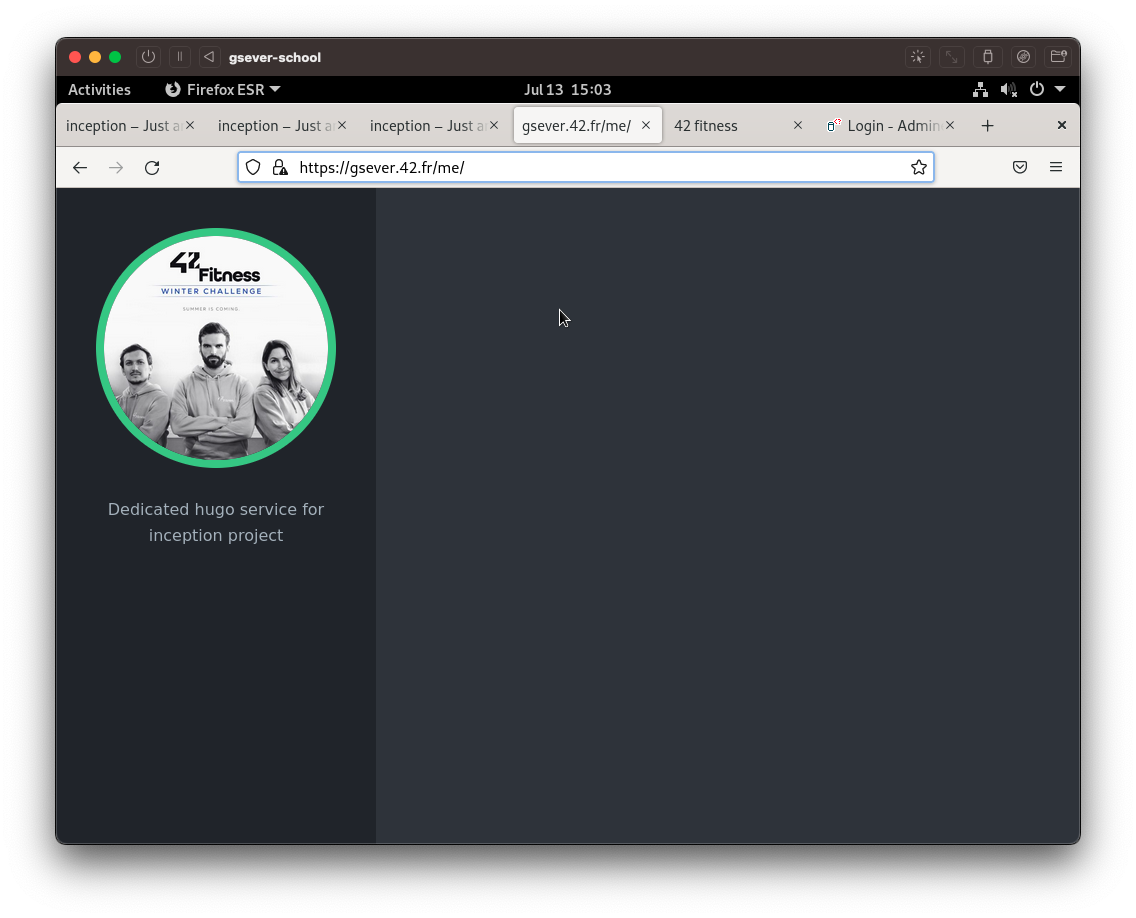 gsever-school
Activities
Firefox ESR
Jul 13 15:03
inception – Just a
inception – Just a
inception – Just a
gsever.42.fr/me/
42 fitness
Login - Admin
https://gsever.42.fr/me/
42
Fitness
WINTER CHALLENGE
SUMMER IS COMING.
Dedicated hugo service for
inception project